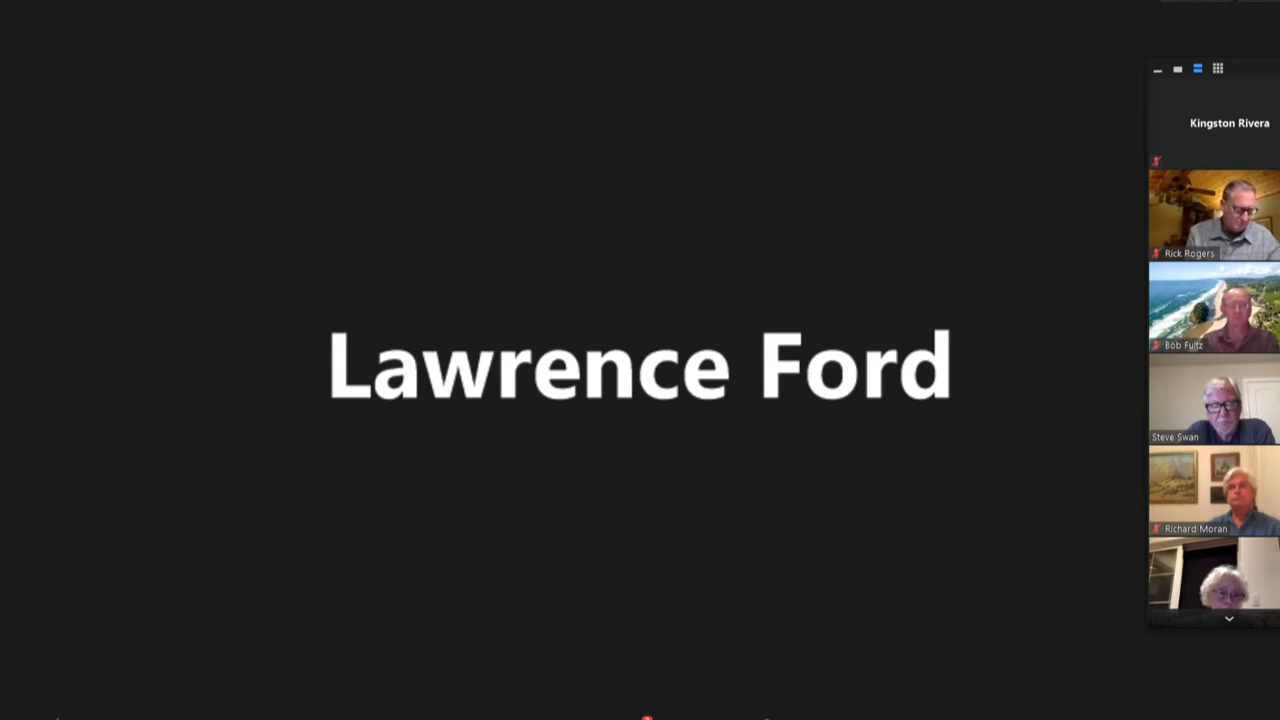 Lawrence Ford
Kingston Rivera
Rick Rogers
Bob Fultz
Steve Swan
Richard Moran